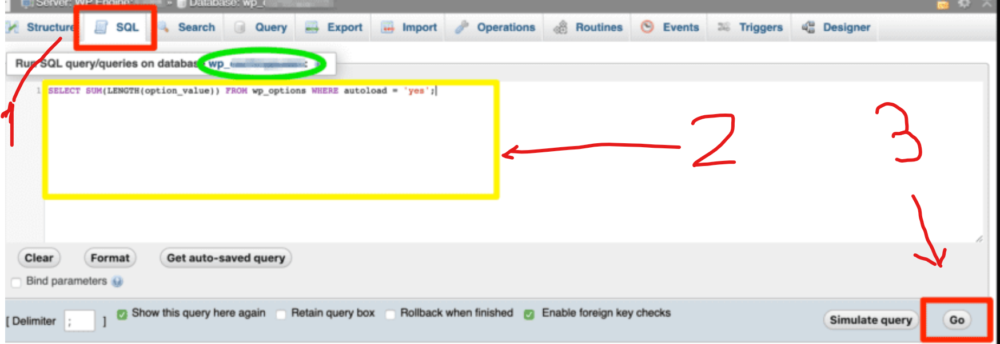 Server: WP Engine: » Database: wp_
Structure SQL Search Query Export Import Operations Routines Events Triggers Designer
Run SQL query/queries on database wp_ :
1 SELECT SUM(LENGTH(option_value)) FROM wp_options WHERE autoload = 'yes';
1
2
3
Clear Format Get auto-saved query
Bind parameters
[ Delimiter ; ] Show this query here again Retain query box Rollback when finished Enable foreign key checks Simulate query Go